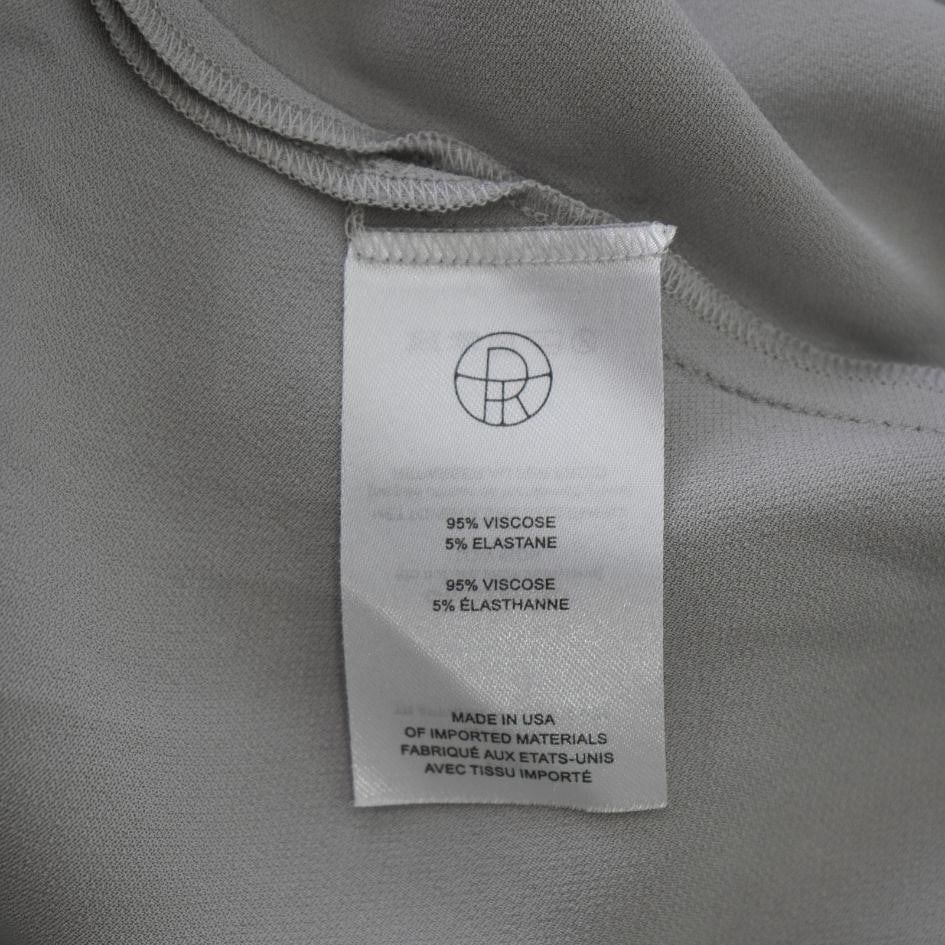 95% VISCOSE
5% ELASTANE
95% VISCOSE
5% ÉLASTHANNE
MADE IN USA
OF IMPORTED MATERIALS
FABRIQUÉ AUX ETATS-UNIS
AVEC TISSU IMPORTÉ